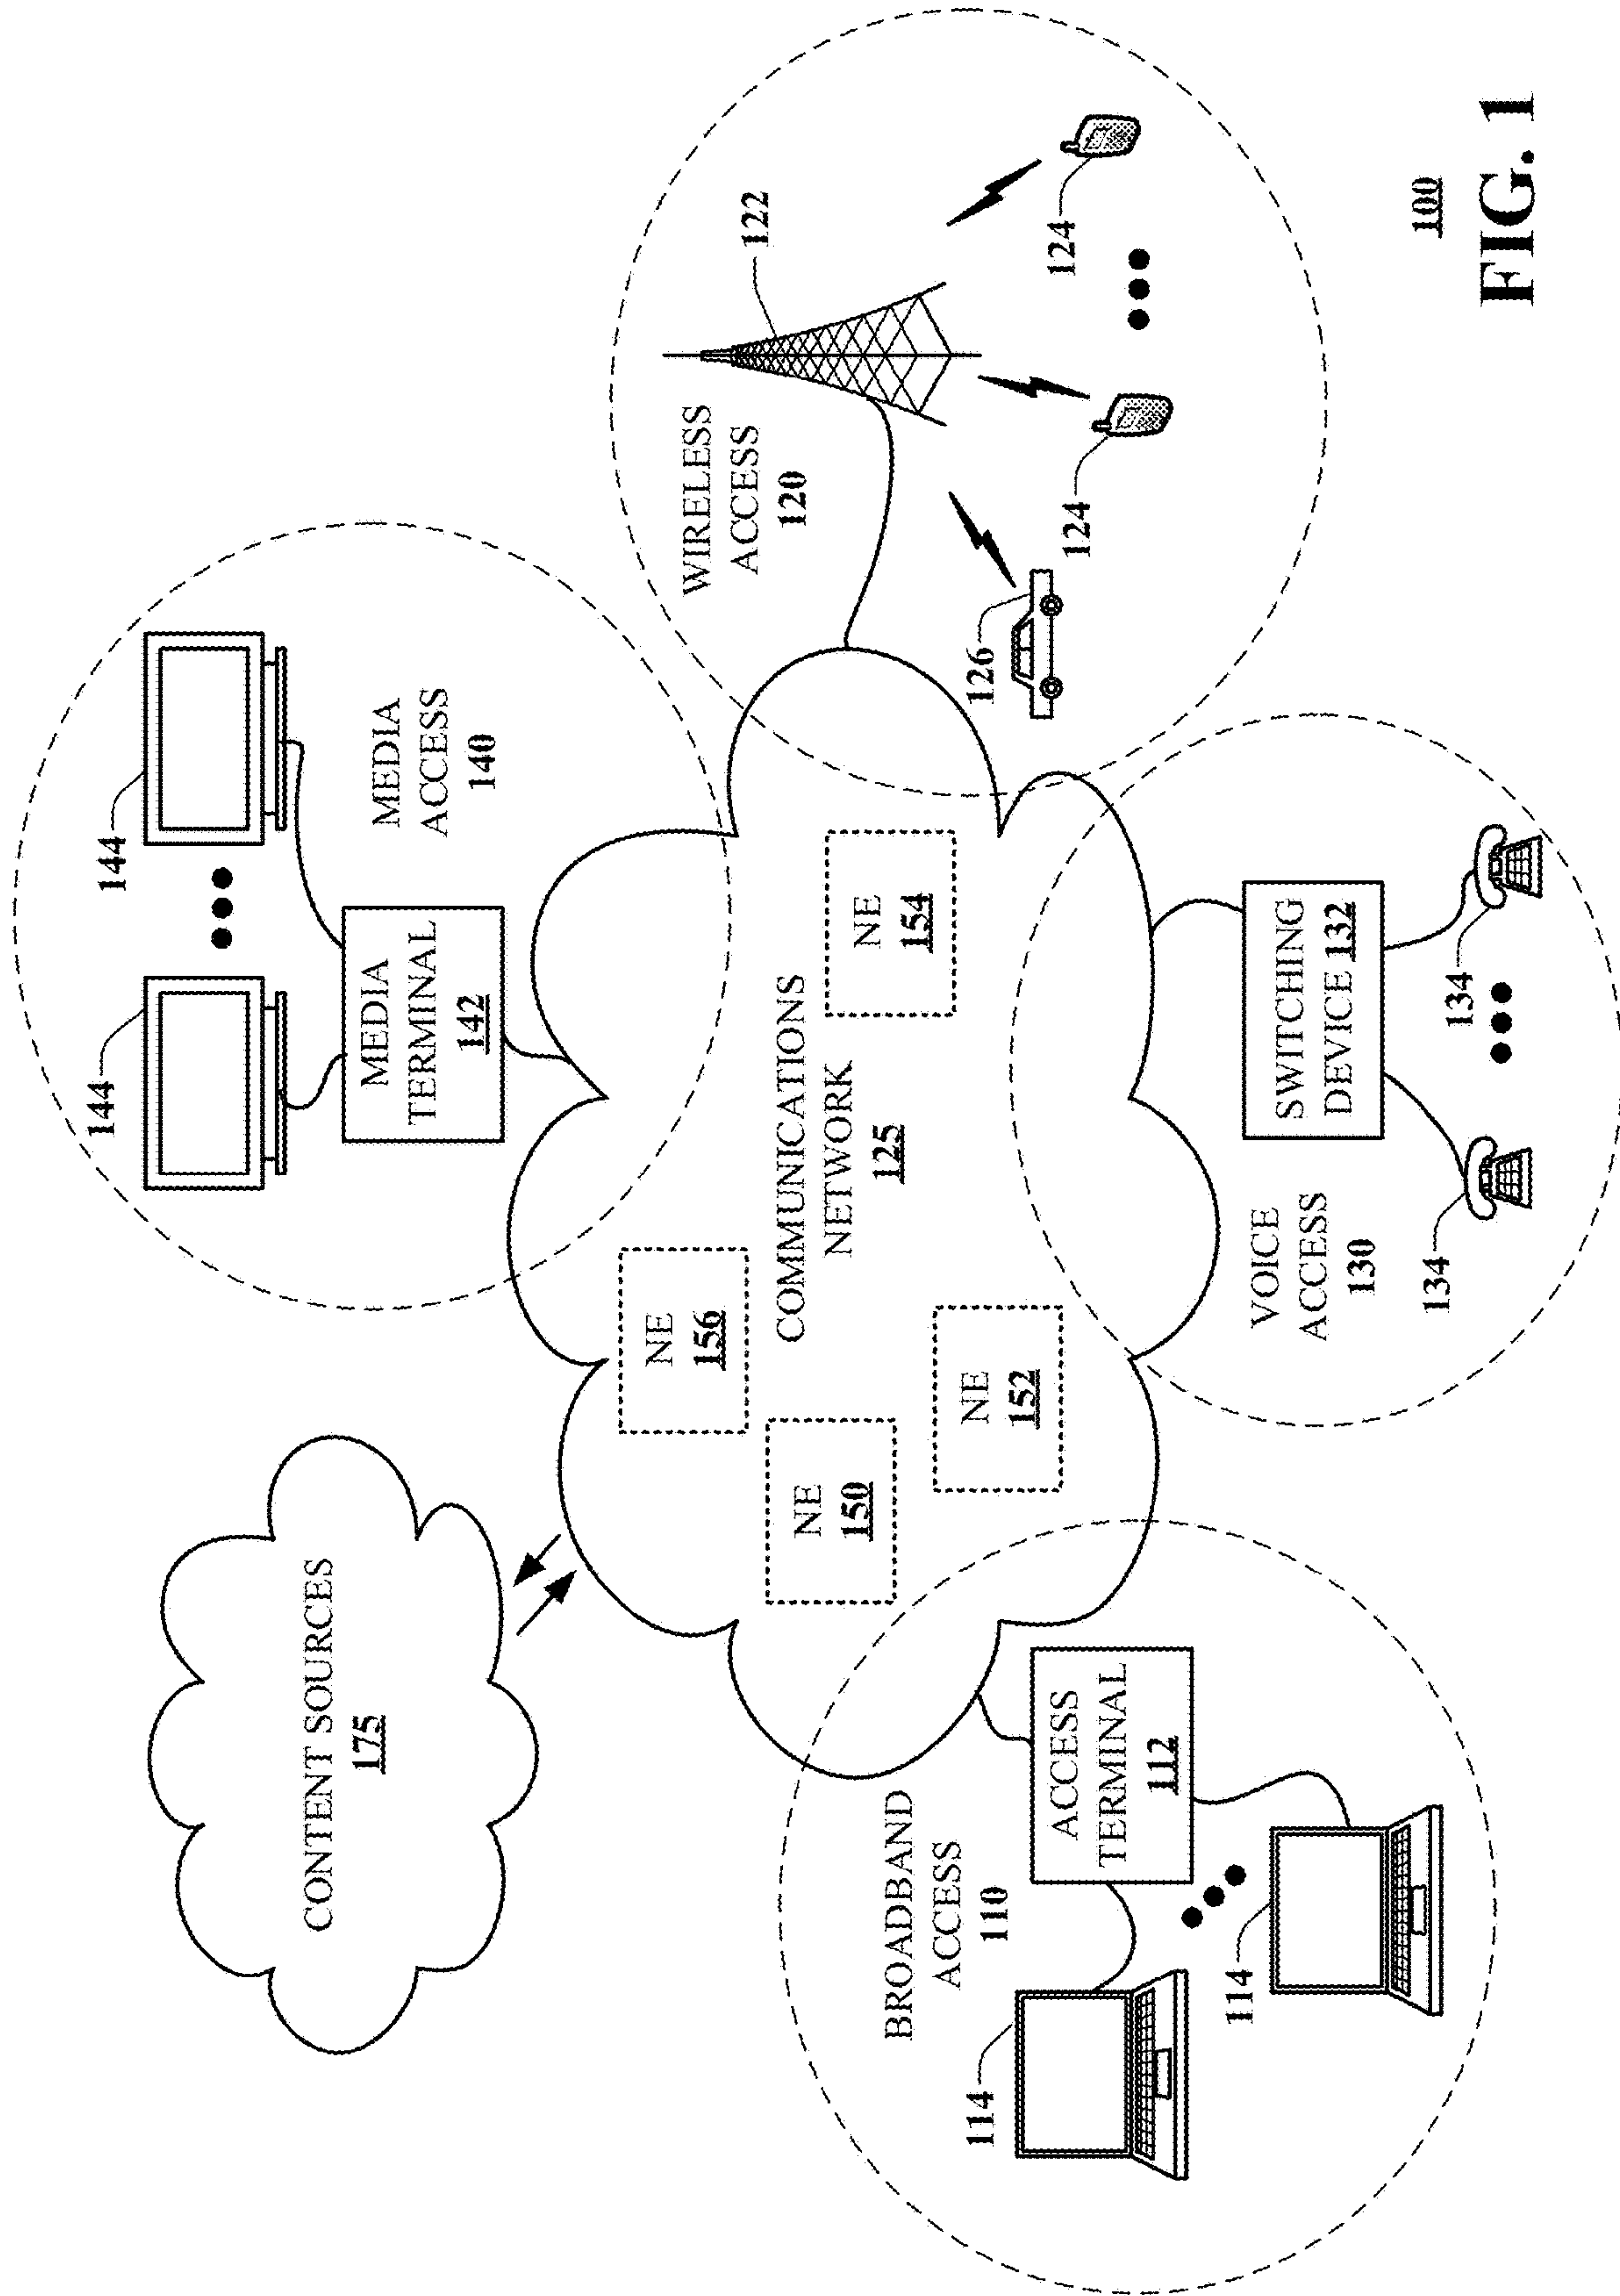 CONTENT SOURCES
175
144
144
MEDIA
TERMINAL
142
MEDIA
ACCESS
140
WIRELESS
ACCESS
120
122
124
124
126
NE
156
NE
150
NE
152
NE
154
COMMUNICATIONS
NETWORK
125
BROADBAND
ACCESS
110
ACCESS
TERMINAL
112
114
114
VOICE
ACCESS
130
SWITCHING
DEVICE 132
134
134
100
FIG. 1